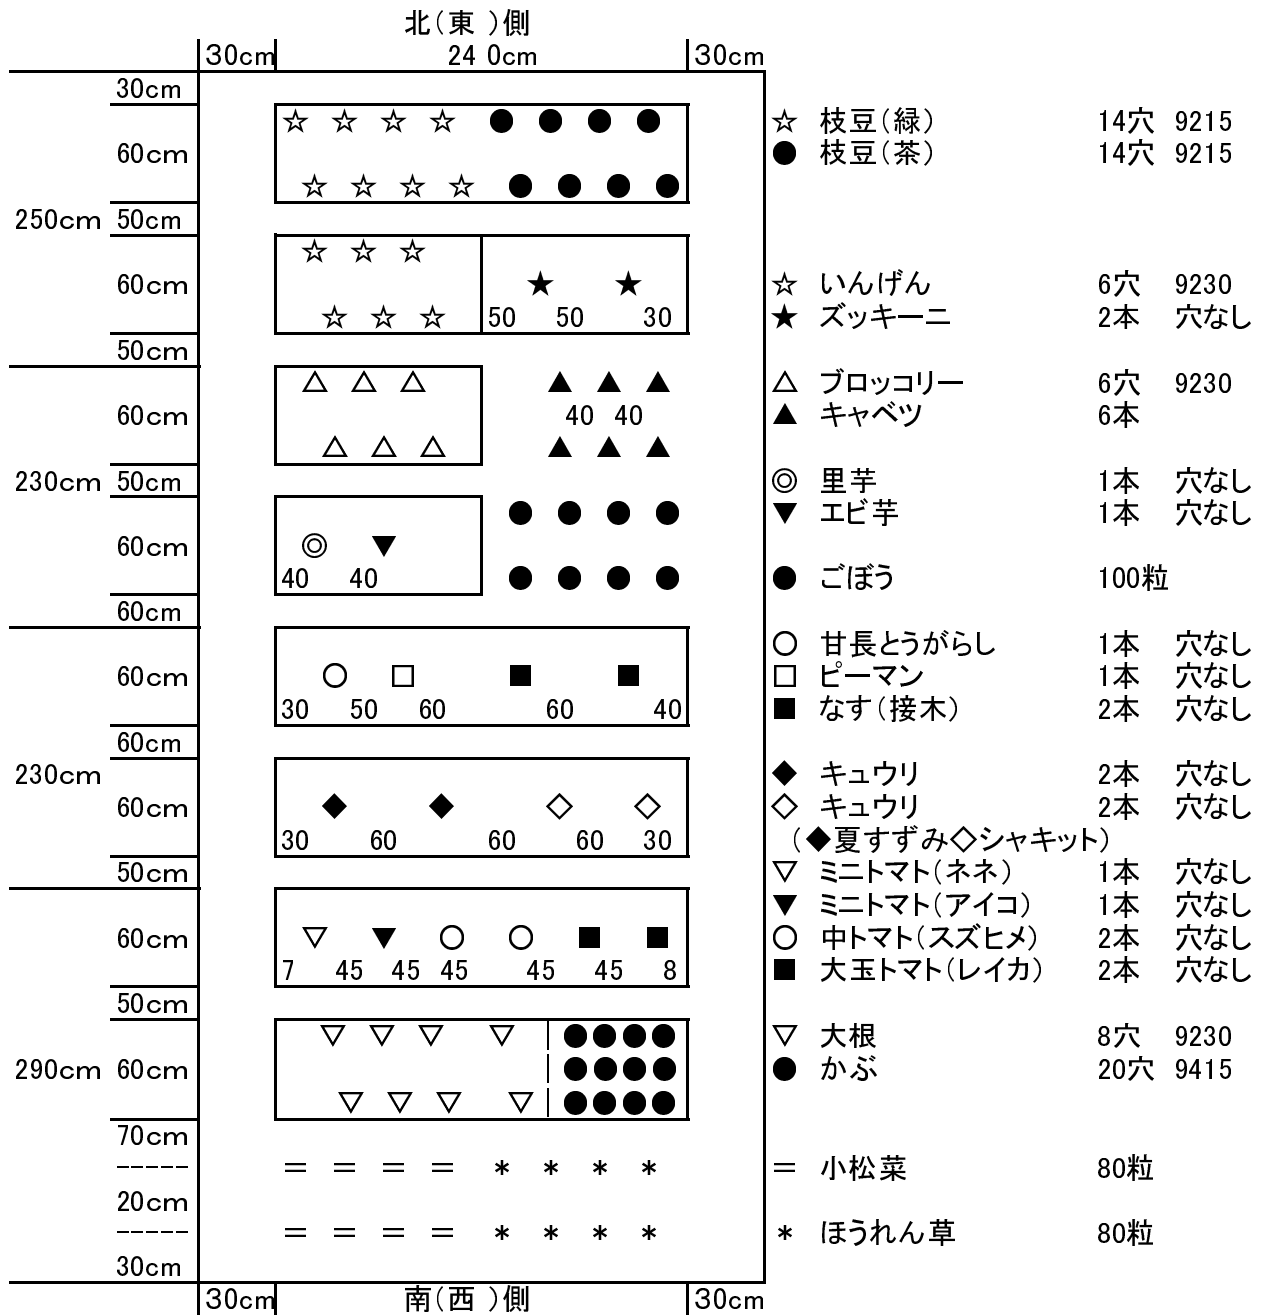 北(東 )側
30cm 24 0cm 30cm
30cm
☆ 枝豆(緑) 14穴 9215
60cm ● 枝豆(茶) 14穴 9215
250cm 50cm
60cm ☆ いんげん 6穴 9230
50 50 30 ★ ズッキーニ 2本 穴なし
50cm
△ ブロッコリー 6穴 9230
60cm 40 40 ▲ キャベツ 6本
230cm 50cm ◎ 里芋 1本 穴なし
▼ エビ芋 1本 穴なし
60cm
40 40 ● ごぼう 100粒
60cm
○ 甘長とうがらし 1本 穴なし
60cm □ ピーマン 1本 穴なし
30 50 60 60 40 ■ なす(接木) 2本 穴なし
60cm
230cm ◆ キュウリ 2本 穴なし
60cm ◇ キュウリ 2本 穴なし
30 60 60 60 30 (◆夏すずみ◇シャキット)
50cm ▽ ミニトマト(ネネ) 1本 穴なし
▼ ミニトマト(アイコ) 1本 穴なし
60cm ○ 中トマト(スズヒメ) 2本 穴なし
7 45 45 45 45 45 8 ■ 大玉トマト(レイカ) 2本 穴なし
50cm
▽ 大根 8穴 9230
290cm 60cm ● かぶ 20穴 9415
70cm
----- = 小松菜 80粒
20cm
----- * ほうれん草 80粒
30cm
30cm 南(西 )側 30cm